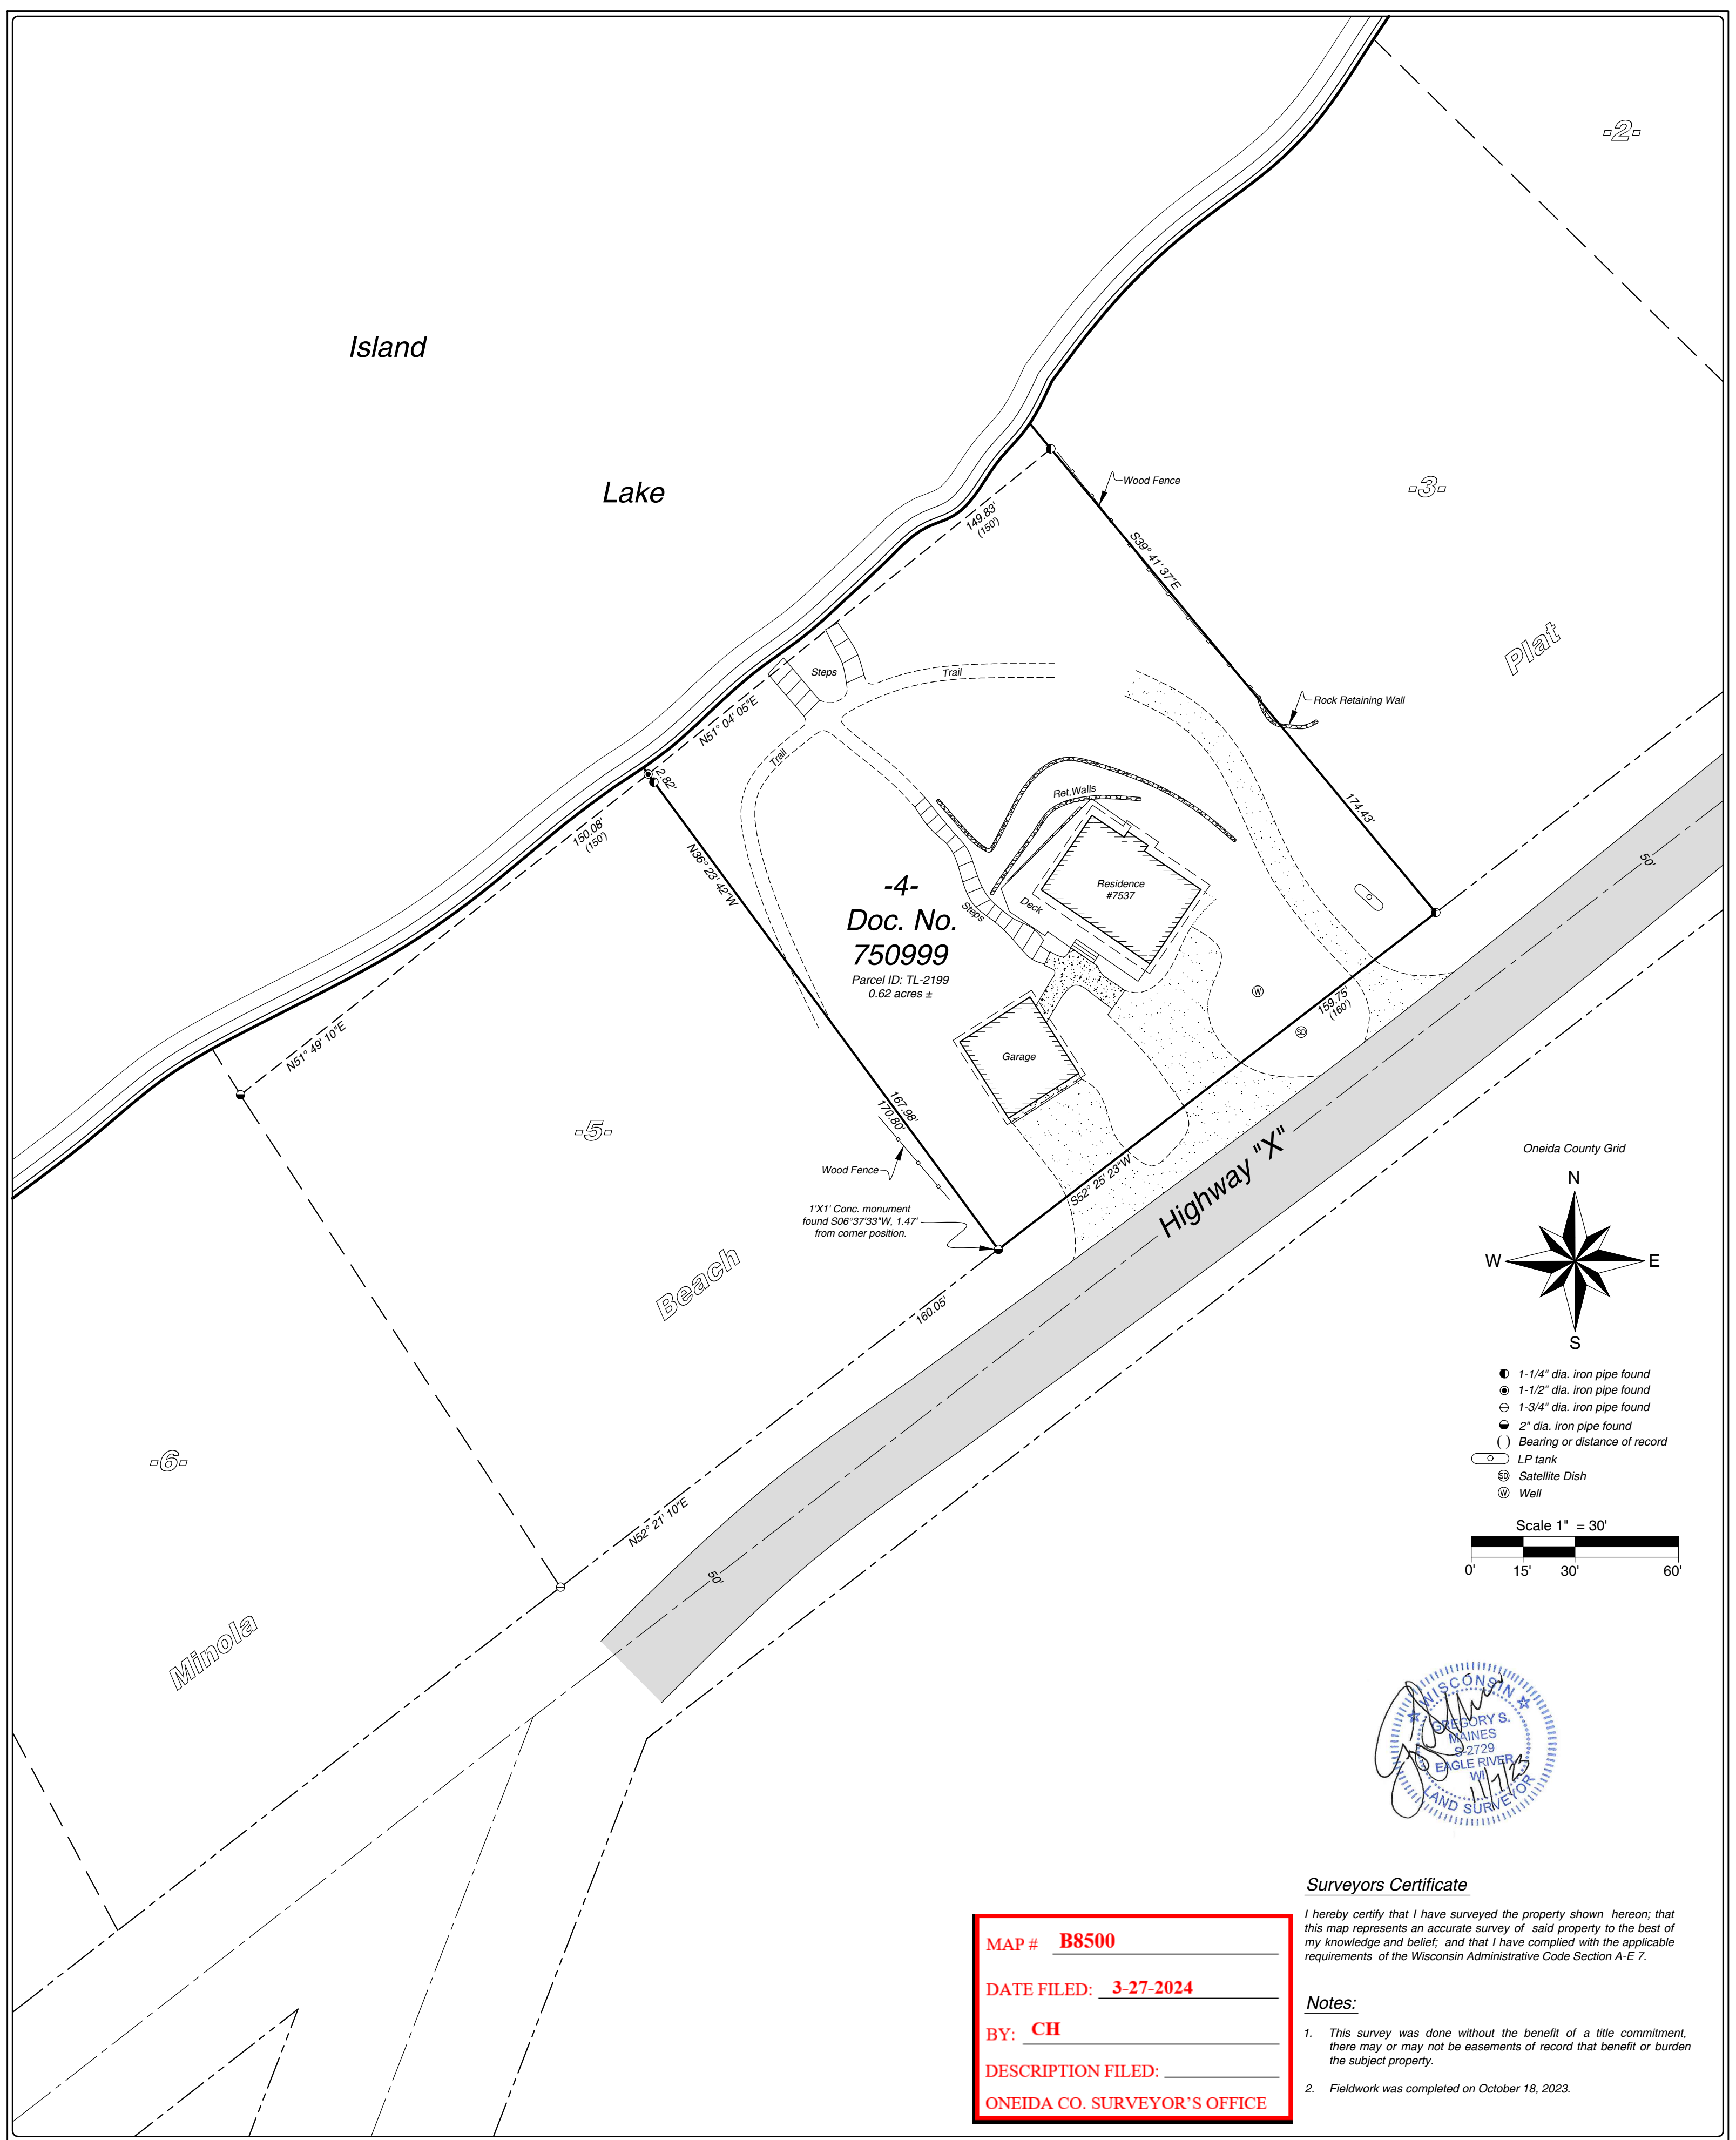 -2-
Island
Lake
Wood Fence
-3-
149.83'
(150')
S39° 41' 37"E
Plat
Steps
Trail
Rock Retaining Wall
N51° 04' 05"E
Trail
2.82'
Ret.Walls
174.43'
150.08'
(150')
N36° 23' 42"W
50'
-4-
Doc. No.
750999
Parcel ID: TL-2199
0.62 acres ±
Residence
#7537
Deck
Steps
W
159.75'
(160')
SD
N51° 49' 10"E
Garage
-5-
167.98'
170.80'
Wood Fence
S52° 25' 23"W
Highway "X"
1'X1' Conc. monument
found S06°37'33"W, 1.47'
from corner position.
Beach
160.05'
-6-
N52° 21' 10"E
50'
Minola
Oneida County Grid
N
W
E
S
1-1/4" dia. iron pipe found
1-1/2" dia. iron pipe found
1-3/4" dia. iron pipe found
2" dia. iron pipe found
( ) Bearing or distance of record
LP tank
SD Satellite Dish
W Well
Scale 1" = 30'
0' 15' 30' 60'
WISCONSIN
GREGORY S.
MAINES
S-2729
EAGLE RIVER
WI
11/7/23
LAND SURVEYOR
MAP # B8500
DATE FILED: 3-27-2024
BY: CH
DESCRIPTION FILED:
ONEIDA CO. SURVEYOR'S OFFICE
Surveyors Certificate
I hereby certify that I have surveyed the property shown hereon; that
this map represents an accurate survey of said property to the best of
my knowledge and belief; and that I have complied with the applicable
requirements of the Wisconsin Administrative Code Section A-E 7.
Notes:
1. This survey was done without the benefit of a title commitment,
there may or may not be easements of record that benefit or burden
the subject property.
2. Fieldwork was completed on October 18, 2023.